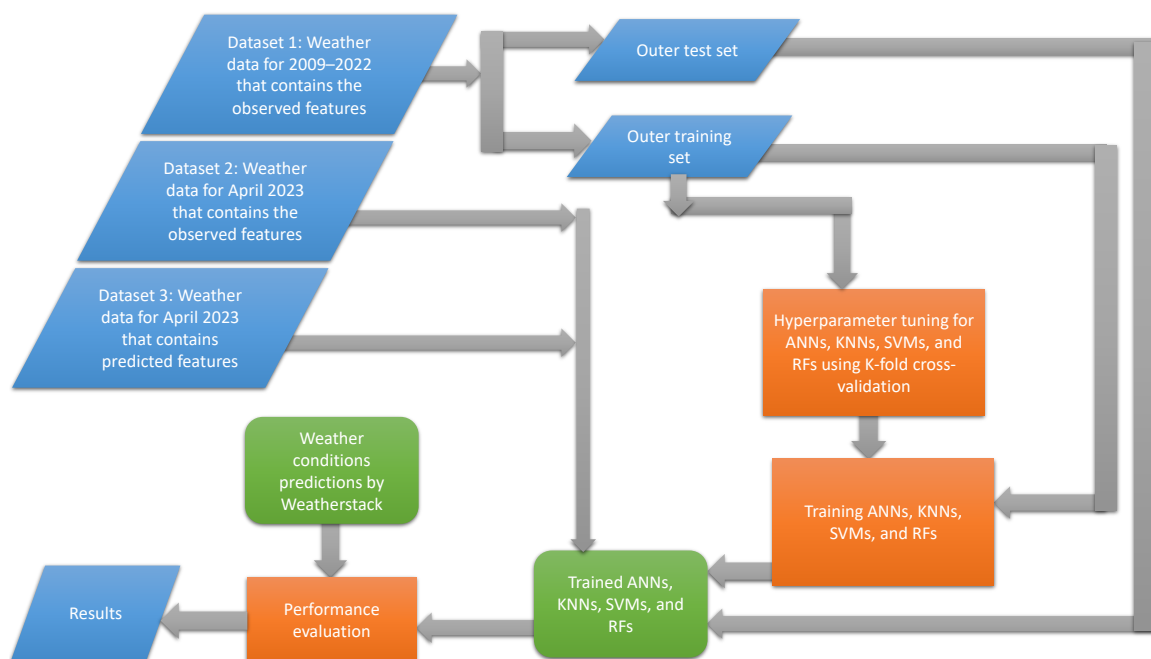 Dataset 1: Weather
data for 2009–2022
that contains the
observed features
Outer test set
Outer training
set
Dataset 2: Weather
data for April 2023
that contains the
observed features
Dataset 3: Weather
data for April 2023
that contains
predicted features
Hyperparameter tuning for
ANNs, KNNs, SVMs, and
RFs using K-fold cross-
validation
Weather
conditions
predictions by
Weatherstack
Training ANNs, KNNs,
SVMs, and RFs
Trained ANNs,
KNNs, SVMs, and
RFs
Performance
evaluation
Results